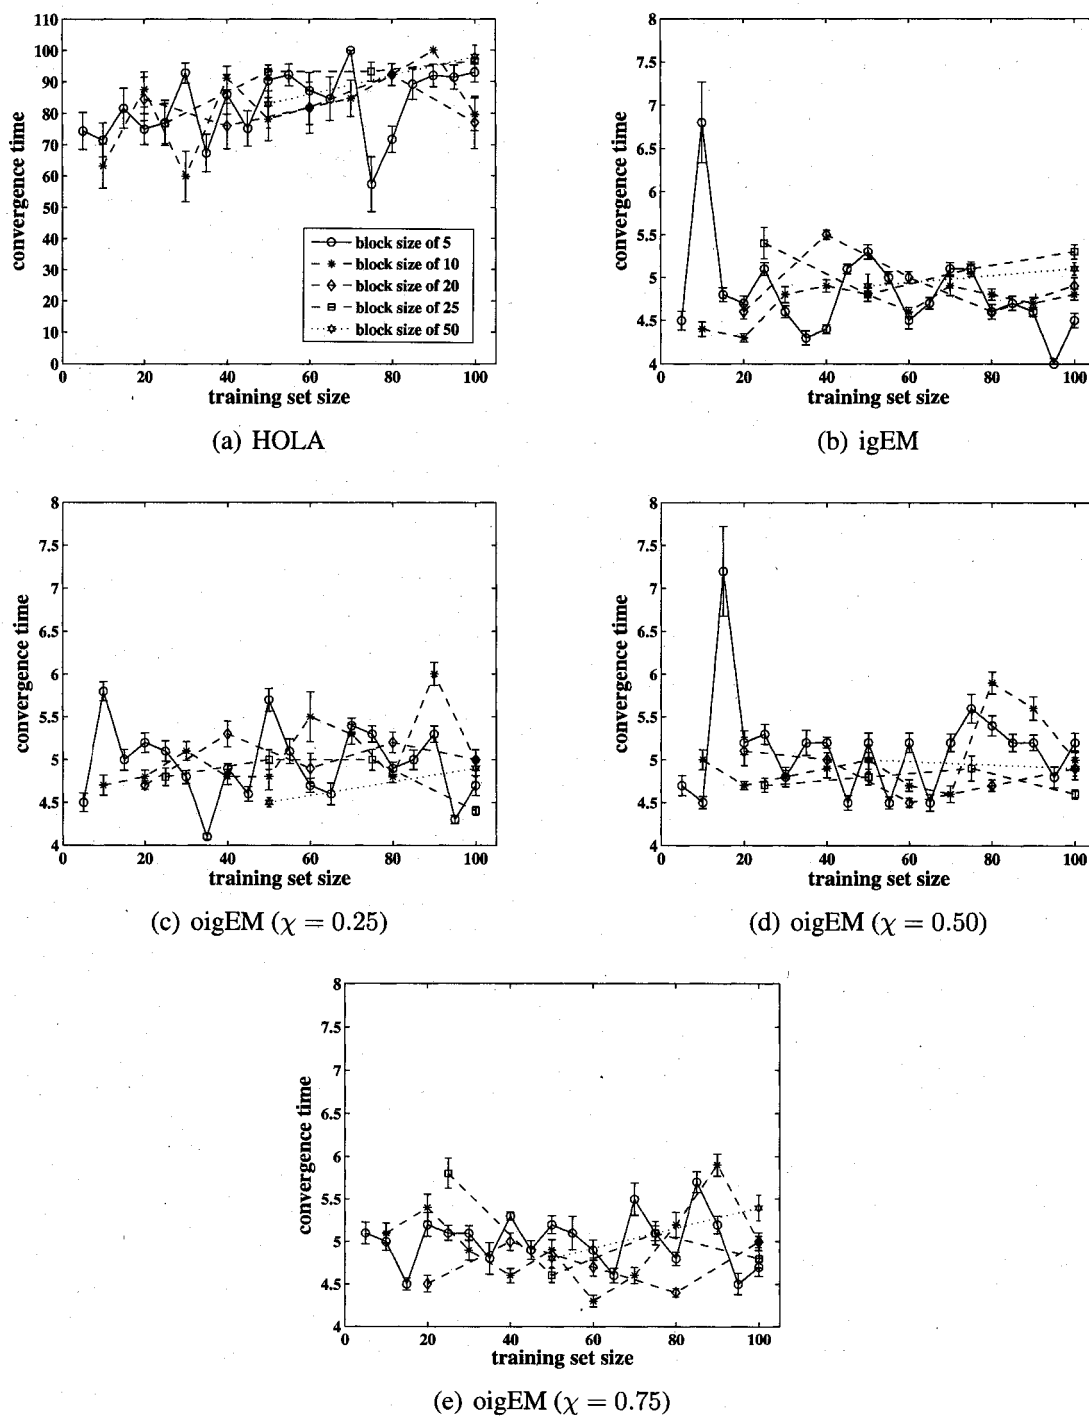 110
100
90
80
70
60
50
40
30
20
10
0
convergence time
block size of 5
block size of 10
block size of 20
block size of 25
block size of 50
0 20 40 60 80 100
training set size
(a) HOLA
8
7.5
7
6.5
6
5.5
5
4.5
4
convergence time
0 20 40 60 80 100
training set size
(b) igEM
8
7.5
7
6.5
6
5.5
5
4.5
4
convergence time
0 20 40 60 80 100
training set size
(c) oigEM (χ = 0.25)
8
7.5
7
6.5
6
5.5
5
4.5
4
convergence time
0 20 40 60 80 100
training set size
(d) oigEM (χ = 0.50)
8
7.5
7
6.5
6
5.5
5
4.5
4
convergence time
0 20 40 60 80 100
training set size
(e) oigEM (χ = 0.75)